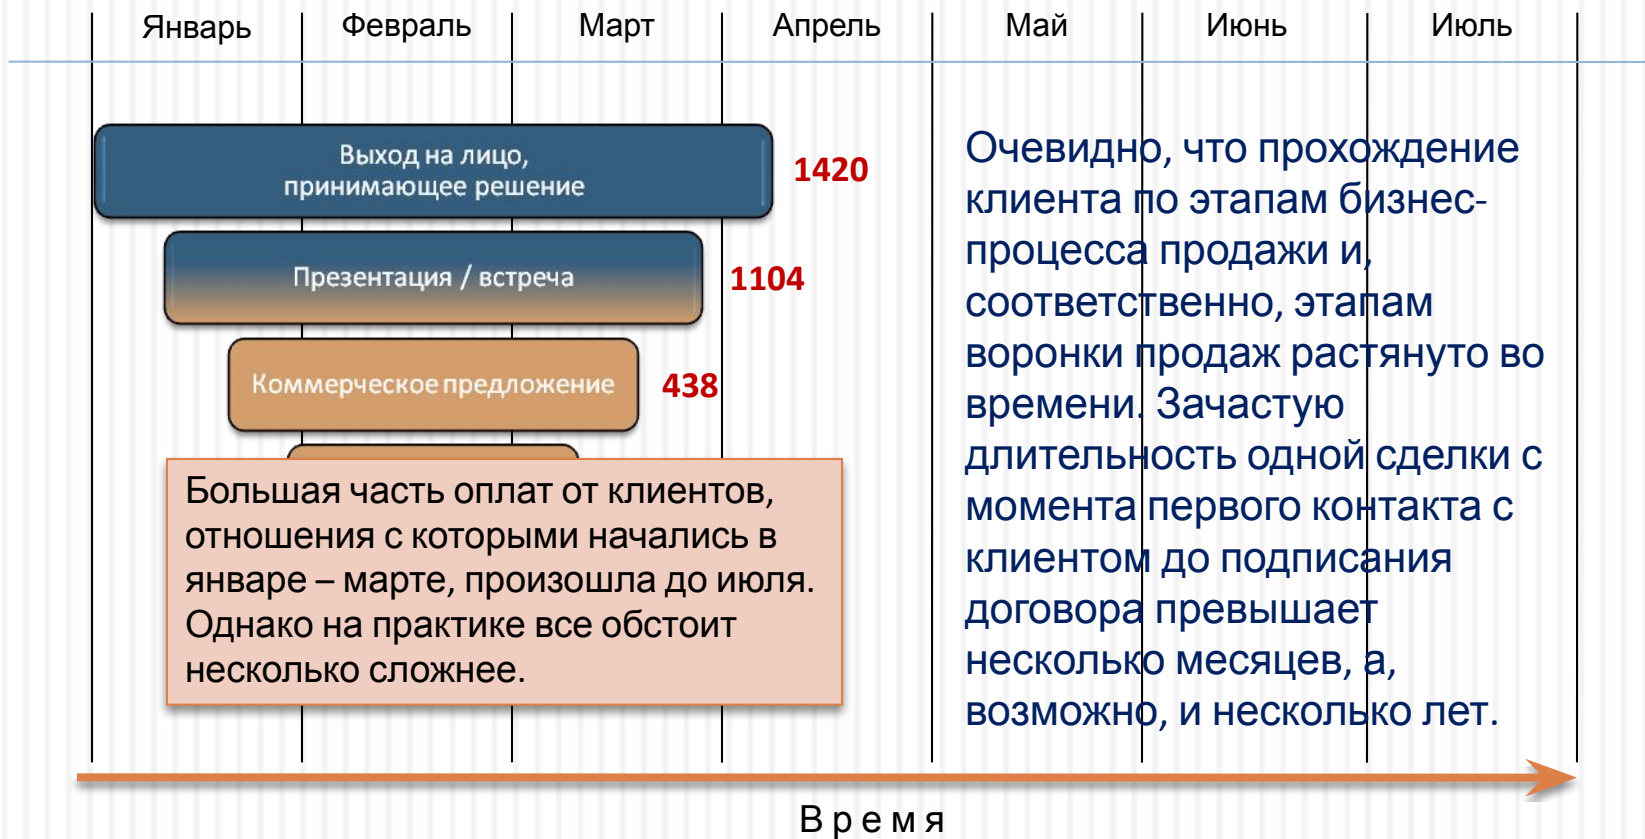 Январь Февраль Март Апрель Май Июнь Июль
Выход на лицо,
принимающее решение
1420
Презентация / встреча
1104
Коммерческое предложение
438
Большая часть оплат от клиентов,
отношения с которыми начались в
январе – марте, произошла до июля.
Однако на практике все обстоит
несколько сложнее.
Очевидно, что прохождение
клиента по этапам бизнес-
процесса продажи и,
соответственно, этапам
воронки продаж растянуто во
времени. Зачастую
длительность одной сделки с
момента первого контакта с
клиентом до подписания
договора превышает
несколько месяцев, а,
возможно, и несколько лет.
Время